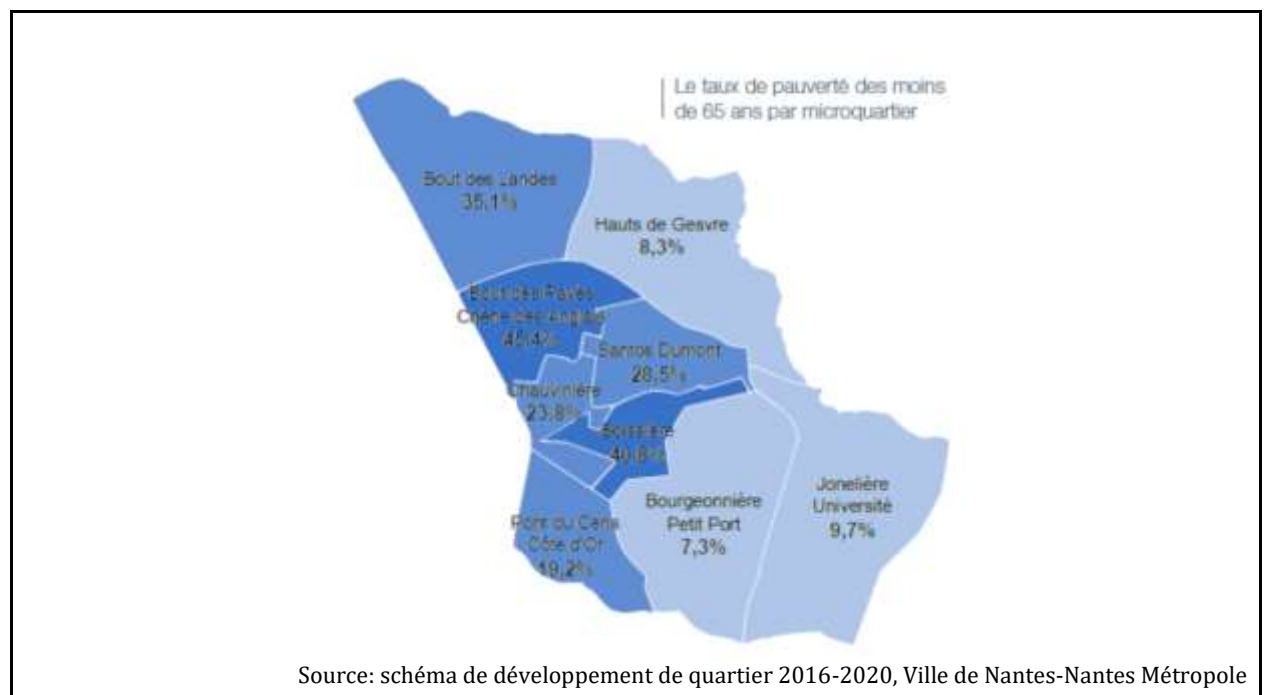 Le taux de pauvreté des moins
de 65 ans par microquartier
Bout des Landes
35,1%
Hauts de Gesvre
8,3%
Bout des Pavés
Chêne des Anglais
45,4%
Santos Dumont
28,5%
Chauvinière
23,8%
Boissière
40,8%
Jonelière
Université
9,7%
Bourgeonnière
Petit Port
7,3%
Pont du Cens
Côte d'Or
19,2%
Source: schéma de développement de quartier 2016-2020, Ville de Nantes-Nantes Métropole